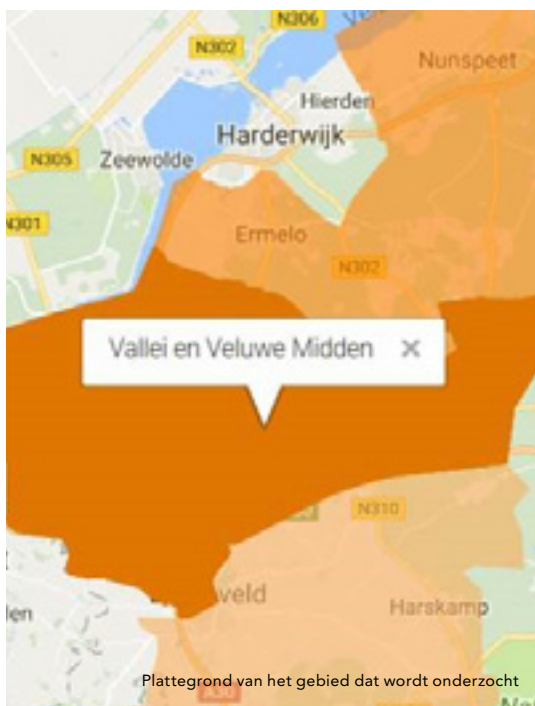 N306
N302
Nunspeet
Hierden
Harderwijk
N305
Zeewolde
N301
Ermelo
N302
Vallei en Veluwe Midden ×
N310
veld
Harskamp
Plattegrond van het gebied dat wordt onderzocht
A30